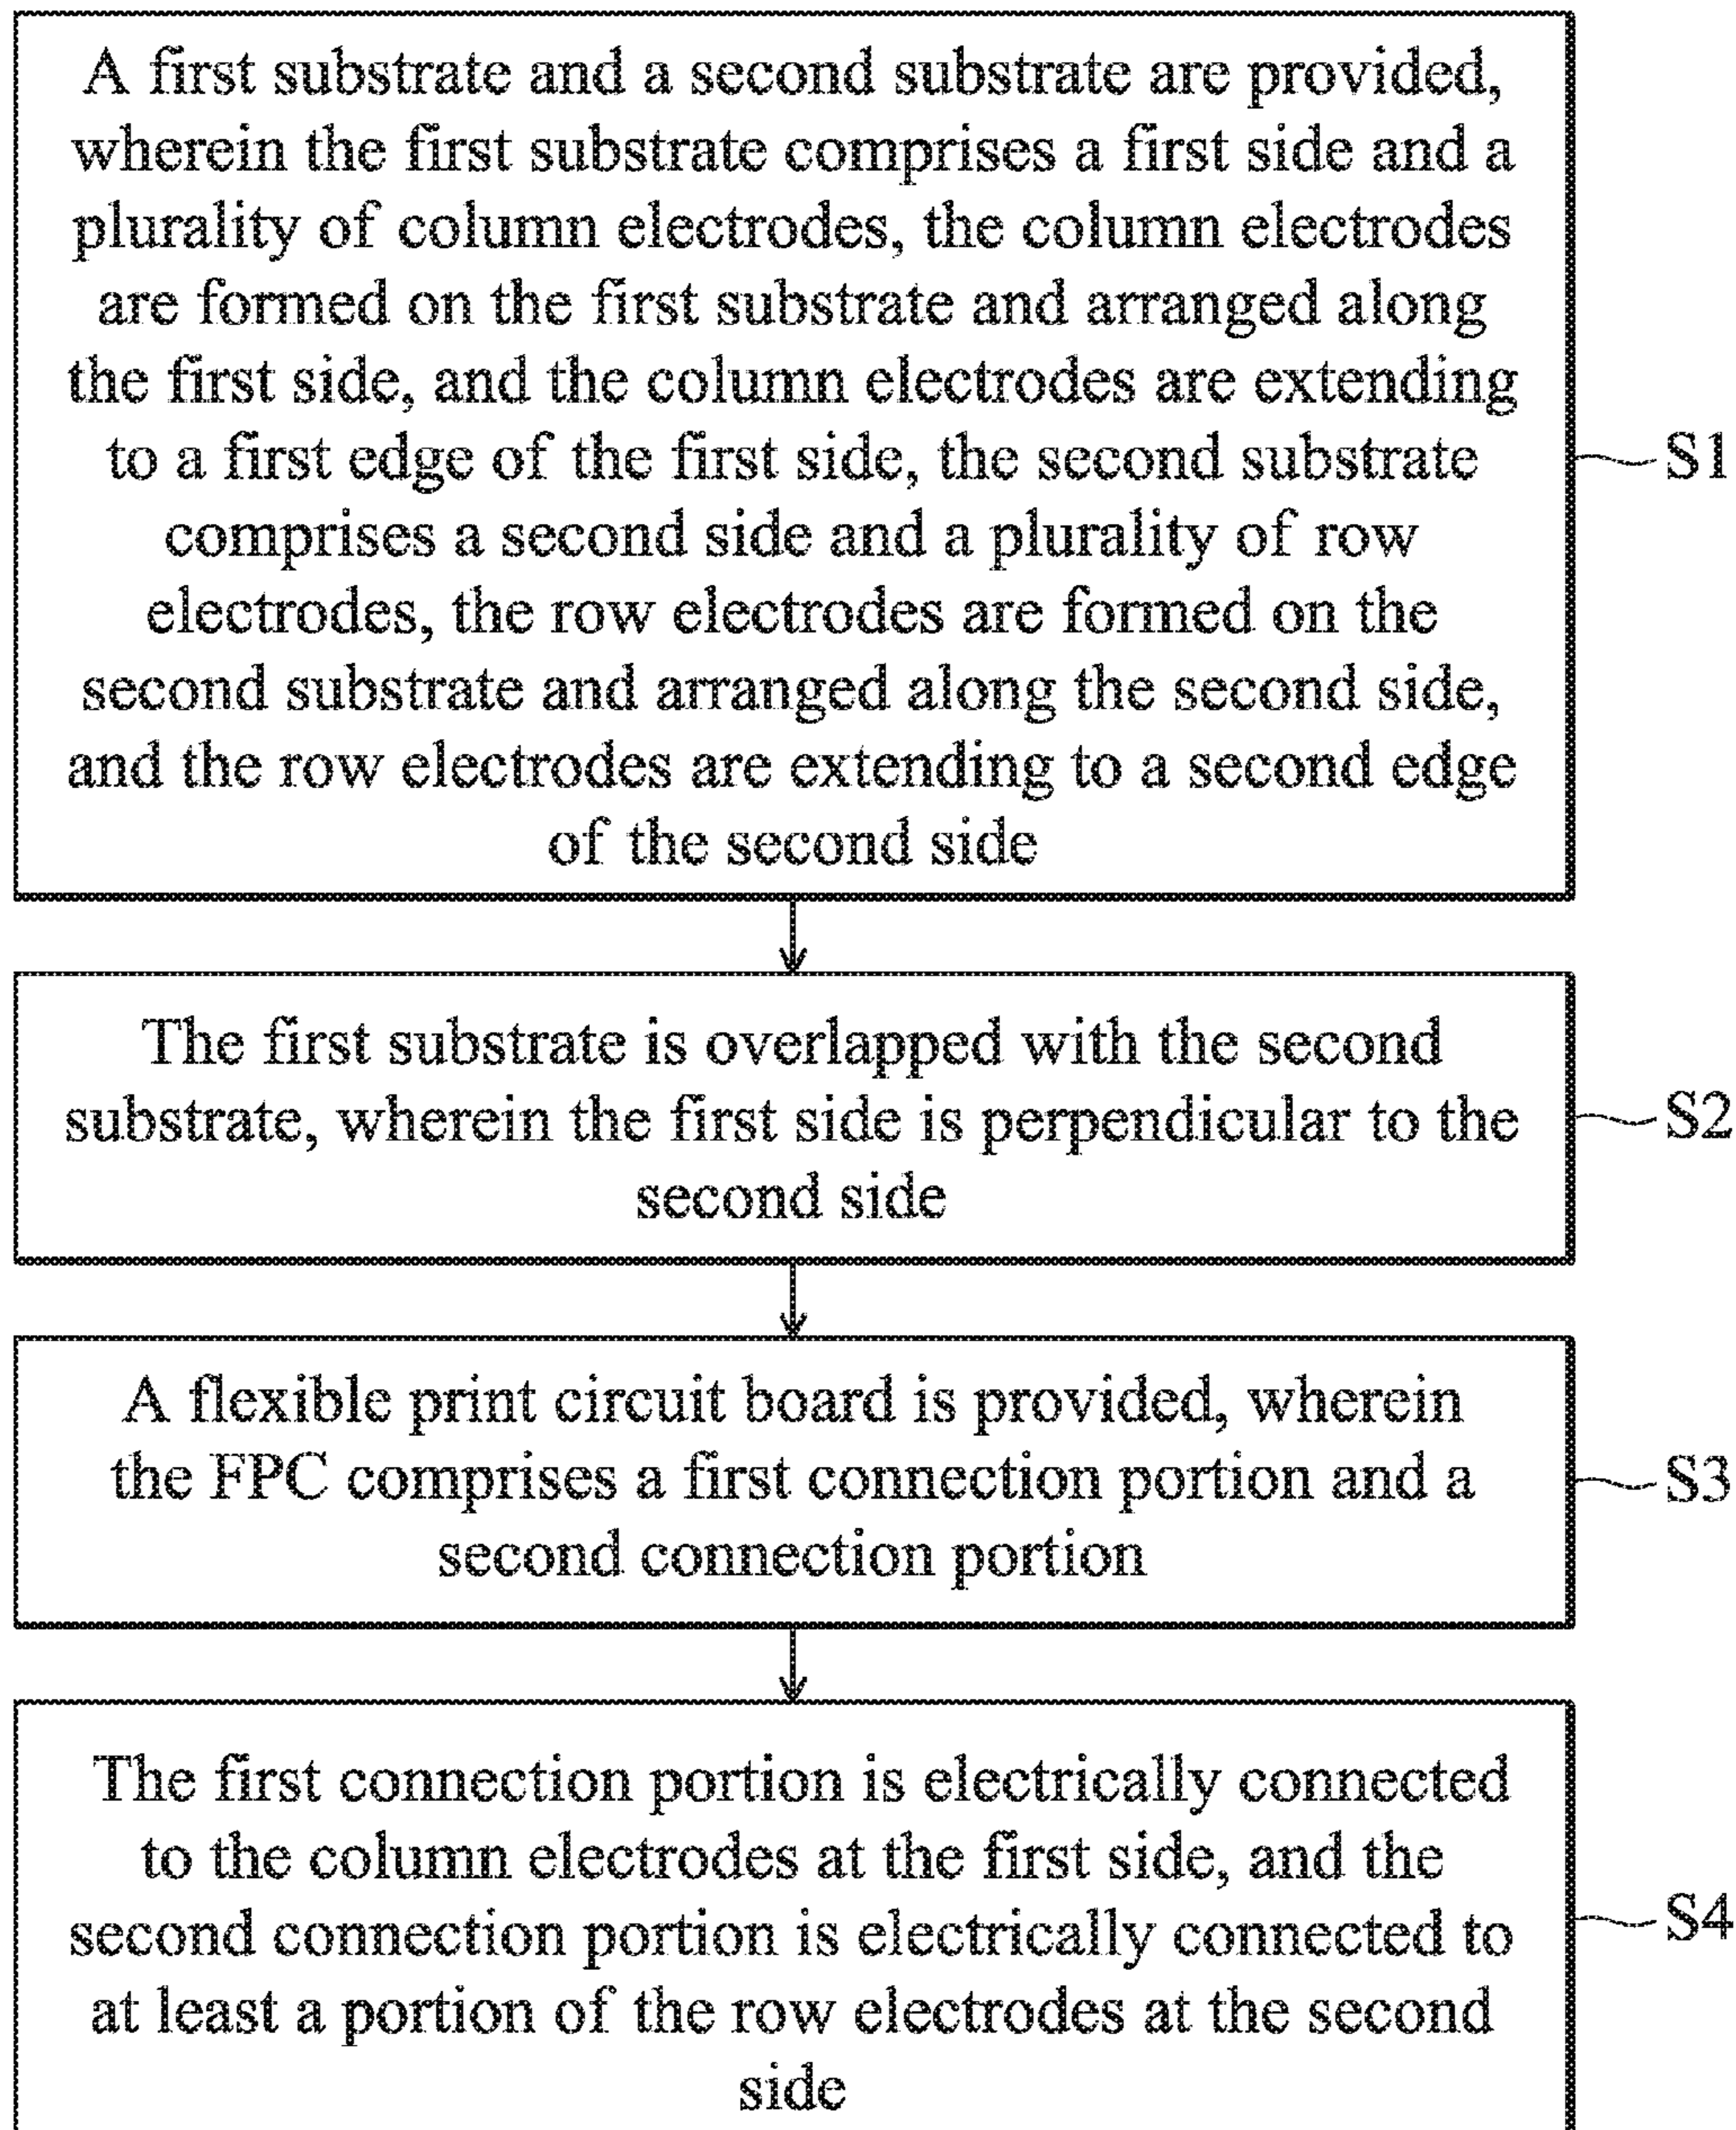 A first substrate and a second substrate are provided,
wherein the first substrate comprises a first side and a
plurality of column electrodes, the column electrodes
are formed on the first substrate and arranged along
the first side, and the column electrodes are extending
to a first edge of the first side, the second substrate
comprises a second side and a plurality of row
electrodes, the row electrodes are formed on the
second substrate and arranged along the second side,
and the row electrodes are extending to a second edge
of the second side
S1
The first substrate is overlapped with the second
substrate, wherein the first side is perpendicular to the
second side
S2
A flexible print circuit board is provided, wherein
the FPC comprises a first connection portion and a
second connection portion
S3
The first connection portion is electrically connected
to the column electrodes at the first side, and the
second connection portion is electrically connected to
at least a portion of the row electrodes at the second
side
S4